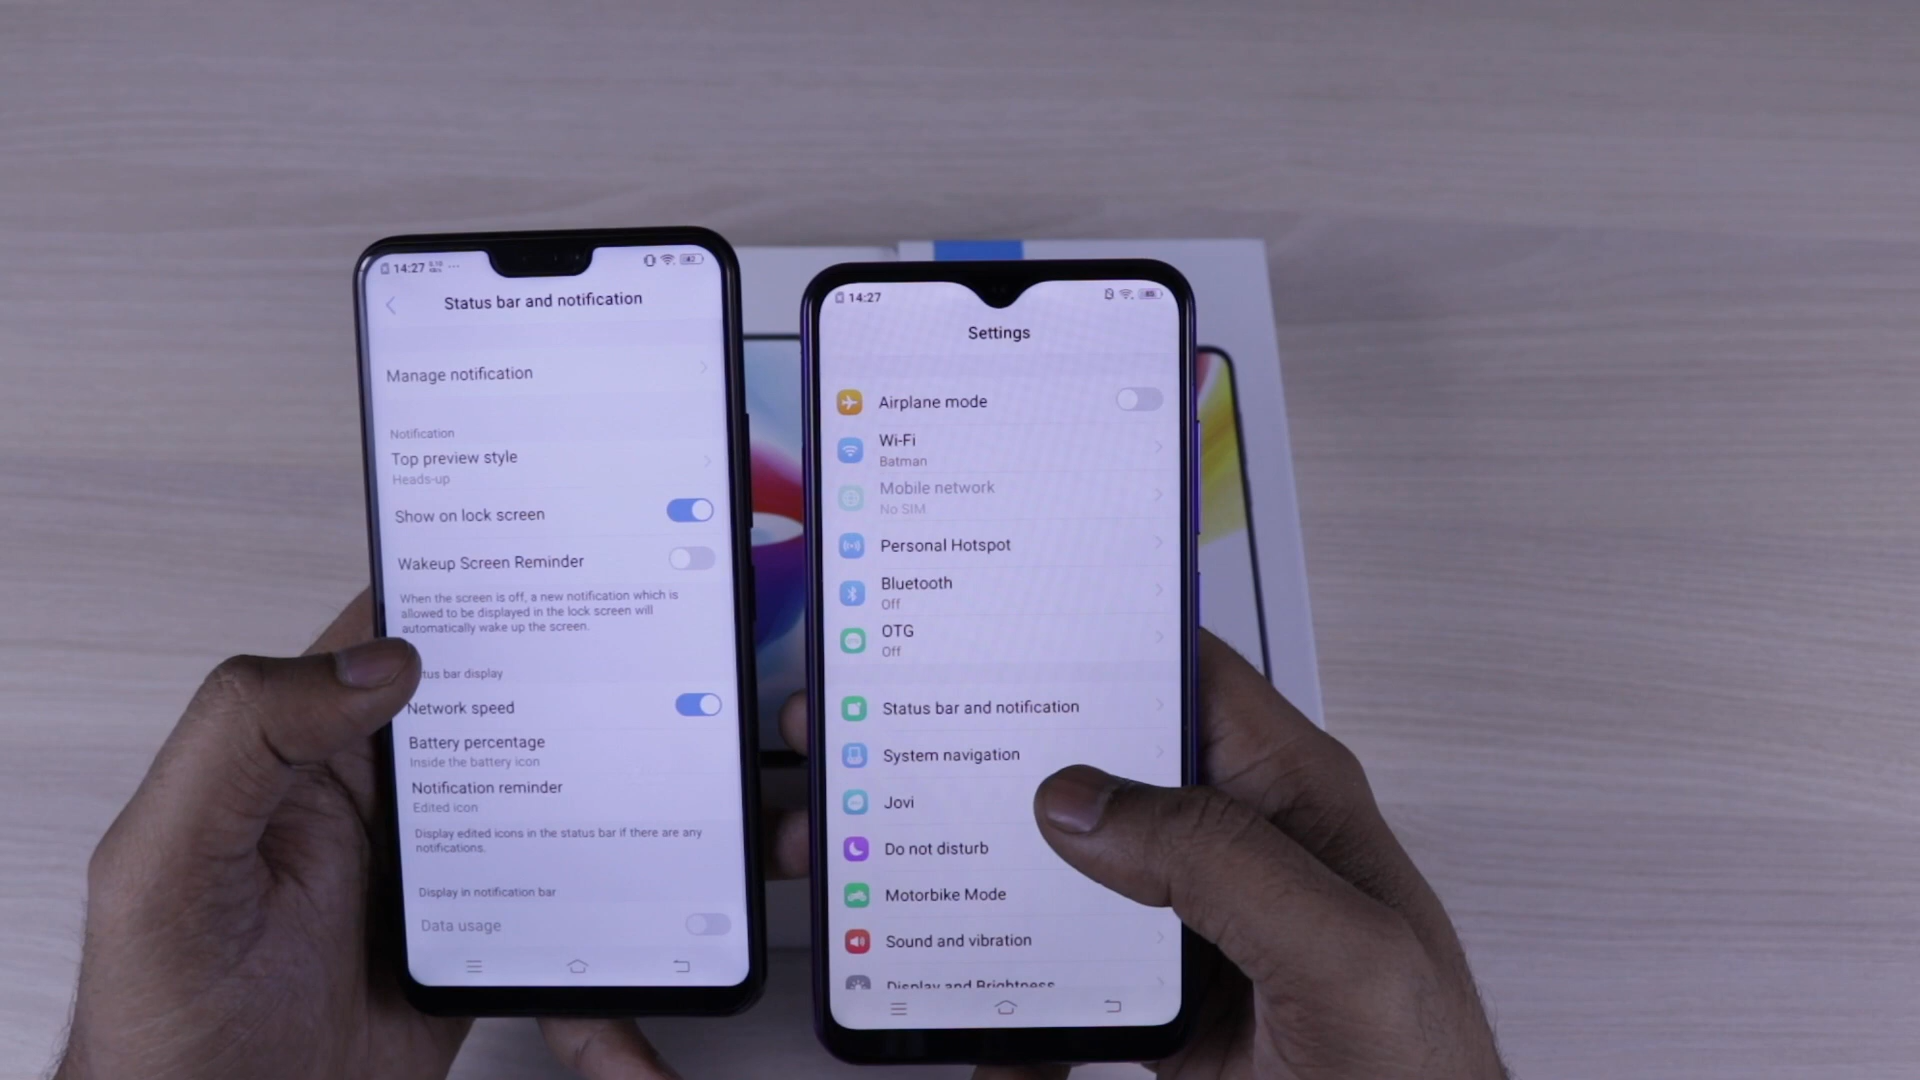 14:27
Status bar and notification
Manage notification
Notification
Top preview style
Heads-up
Show on lock screen
Wakeup Screen Reminder
When the screen is off, a new notification which is
allowed to be displayed in the lock screen will
automatically wake up the screen.
tus bar display
Network speed
Battery percentage
Inside the battery icon
Notification reminder
Edited icon
Display edited icons in the status bar if there are any
notifications.
Display in notification bar
Data usage
14:27
Settings
Airplane mode
Wi-Fi
Batman
Mobile network
No SIM
Personal Hotspot
Bluetooth
Off
OTG
Off
Status bar and notification
System navigation
Jovi
Do not disturb
Motorbike Mode
Sound and vibration
Display and Brightness